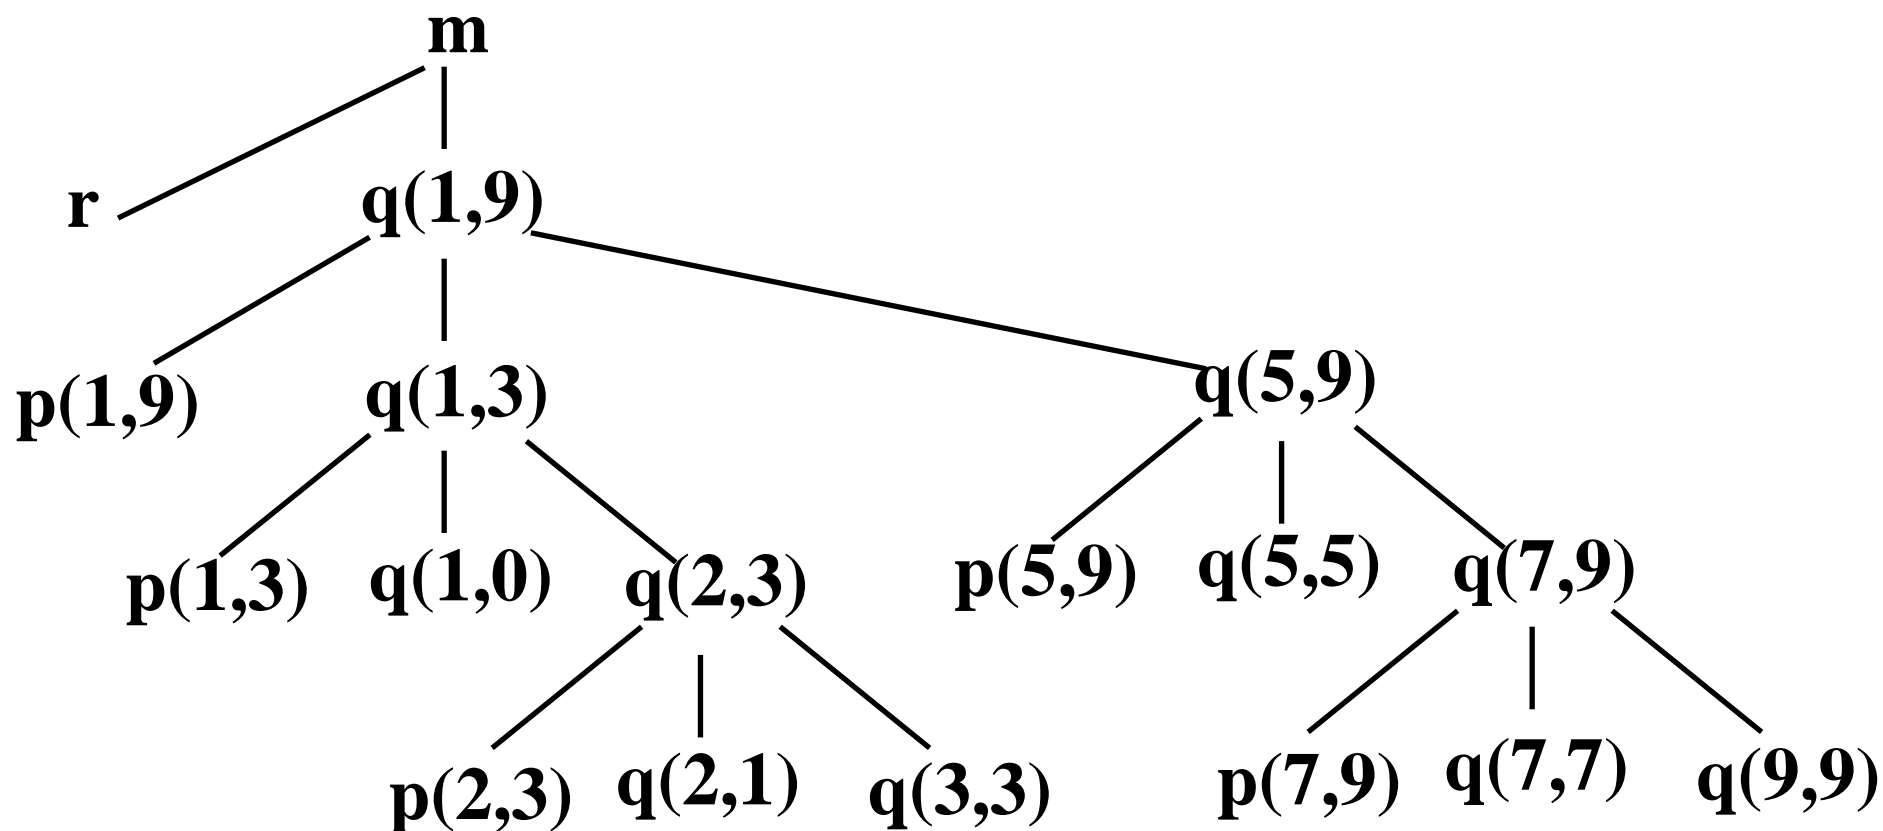 m
r q(1,9)
p(1,9) q(1,3) q(5,9)
p(1,3) q(1,0) q(2,3) p(5,9) q(5,5) q(7,9)
p(2,3) q(2,1) q(3,3) p(7,9) q(7,7) q(9,9)